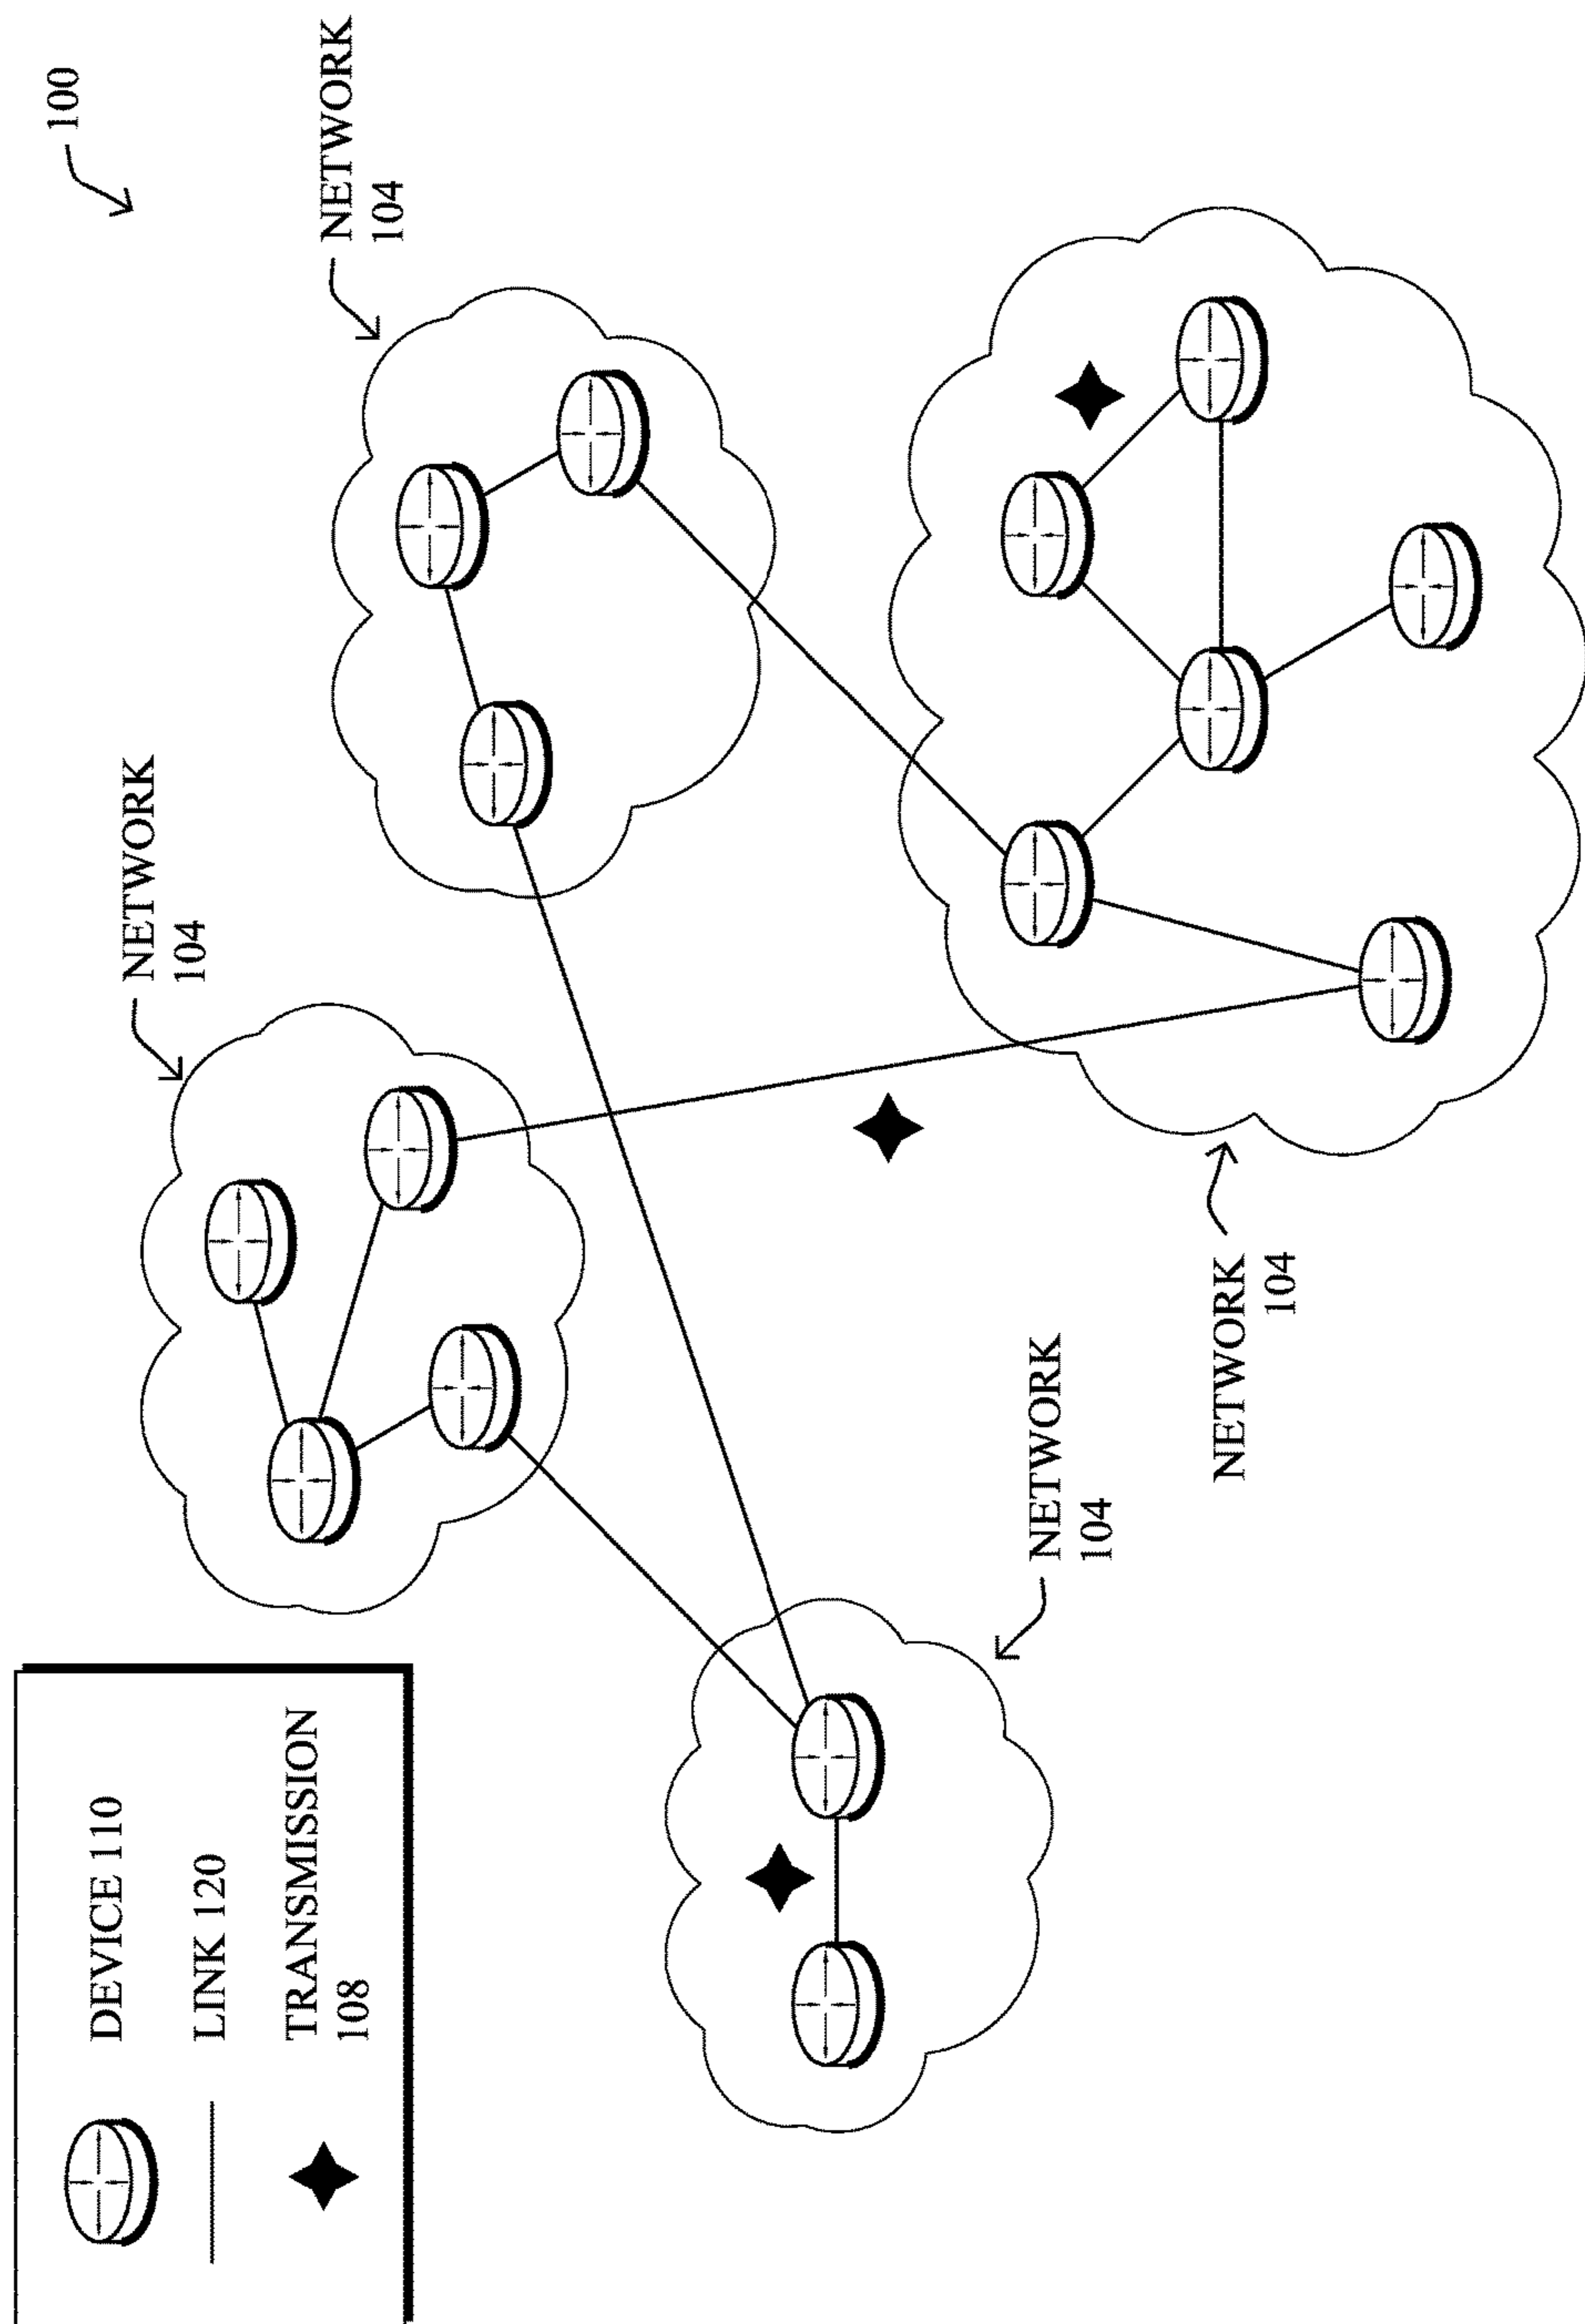 DEVICE 110
LINK 120
TRANSMISSION
108
100
NETWORK
104
NETWORK
104
NETWORK
104
NETWORK
104